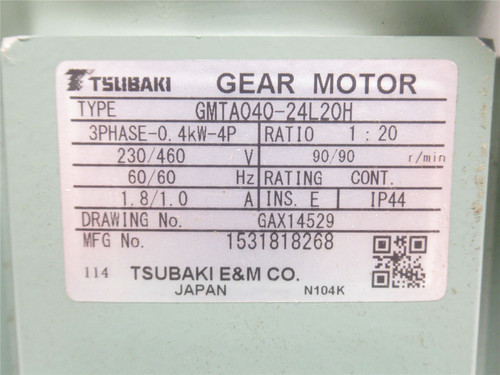 TSUBAKI GEAR MOTOR
TYPE GMTA040-24L20H
3PHASE-0.4kW-4P RATIO 1:20
230/460 V 90/90 r/min
60/60 Hz RATING CONT.
1.8/1.0 A INS. E IP44
DRAWING No. GAX14529
MFG No. 1531818268
114 TSUBAKI E&M CO.
JAPAN N104K